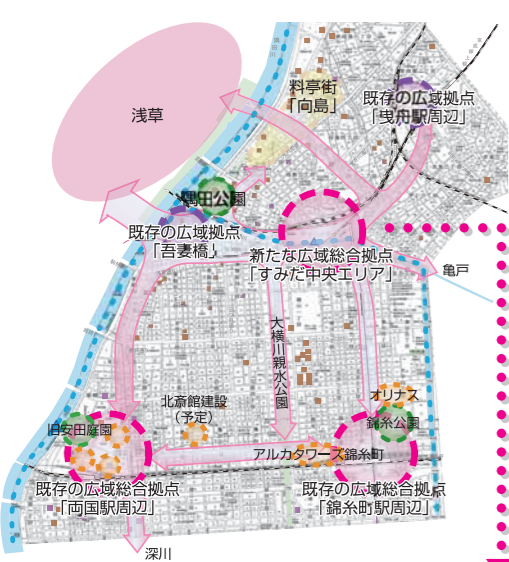 料亭街
「向島」
既存の広域拠点
「曳舟駅周辺」
浅草
隅田公園
既存の広域拠点
「吾妻橋」
新たな広域総合拠点
「すみだ中央エリア」
亀戸
大横川親水公園
北斎館建設
(予定)
オリナス
錦糸公園
旧安田庭園
アルカタワーズ錦糸町
既存の広域総合拠点
「両国駅周辺」
既存の広域総合拠点
「錦糸町駅周辺」
深川